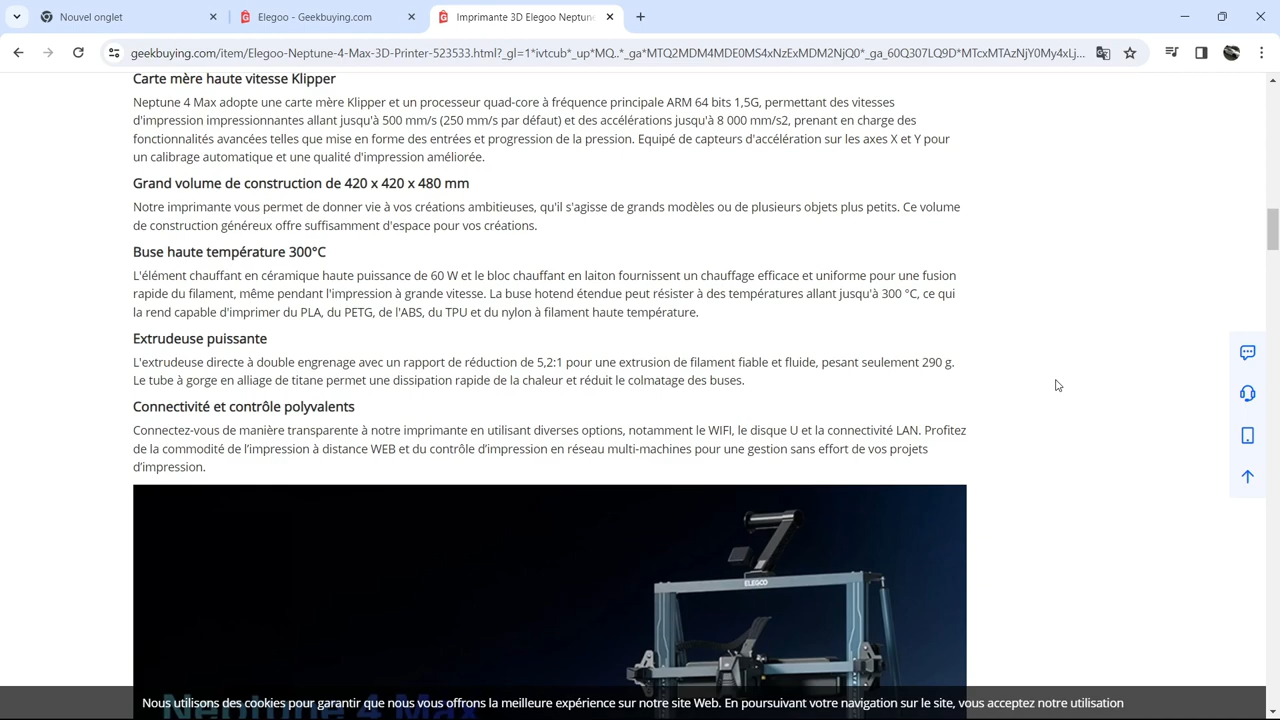 Nouvel onglet
Elegoo - Geekbuying.com
Imprimante 3D Elegoo Neptune
geekbuying.com/item/Elegoo-Neptune-4-Max-3D-Printer-523533.html?_gl=1*ivtcub*_up*MQ..*_ga*MTQ2MDM4MDE0MS4xNzExMDM2NjQ0*_ga_60Q307LQ9D*MTcxMTAzNjY0My4xLj...
Carte mère haute vitesse Klipper
Neptune 4 Max adopte une carte mère Klipper et un processeur quad-core à fréquence principale ARM 64 bits 1,5G, permettant des vitesses
d'impression impressionnantes allant jusqu'à 500 mm/s (250 mm/s par défaut) et des accélérations jusqu'à 8 000 mm/s2, prenant en charge des
fonctionnalités avancées telles que mise en forme des entrées et progression de la pression. Equipé de capteurs d'accélération sur les axes X et Y pour
un calibrage automatique et une qualité d'impression améliorée.
Grand volume de construction de 420 x 420 x 480 mm
Notre imprimante vous permet de donner vie à vos créations ambitieuses, qu'il s'agisse de grands modèles ou de plusieurs objets plus petits. Ce volume
de construction généreux offre suffisamment d'espace pour vos créations.
Buse haute température 300°C
L'élément chauffant en céramique haute puissance de 60 W et le bloc chauffant en laiton fournissent un chauffage efficace et uniforme pour une fusion
rapide du filament, même pendant l'impression à grande vitesse. La buse hotend étendue peut résister à des températures allant jusqu'à 300 °C, ce qui
la rend capable d'imprimer du PLA, du PETG, de l'ABS, du TPU et du nylon à filament haute température.
Extrudeuse puissante
L'extrudeuse directe à double engrenage avec un rapport de réduction de 5,2:1 pour une extrusion de filament fiable et fluide, pesant seulement 290 g.
Le tube à gorge en alliage de titane permet une dissipation rapide de la chaleur et réduit le colmatage des buses.
Connectivité et contrôle polyvalents
Connectez-vous de manière transparente à notre imprimante en utilisant diverses options, notamment le WIFI, le disque U et la connectivité LAN. Profitez
de la commodité de l'impression à distance WEB et du contrôle d'impression en réseau multi-machines pour une gestion sans effort de vos projets
d'impression.
ELEGOO
Neptune 4 Max
Nous utilisons des cookies pour garantir que nous vous offrons la meilleure expérience sur notre site Web. En poursuivant votre navigation sur le site, vous acceptez notre utilisation